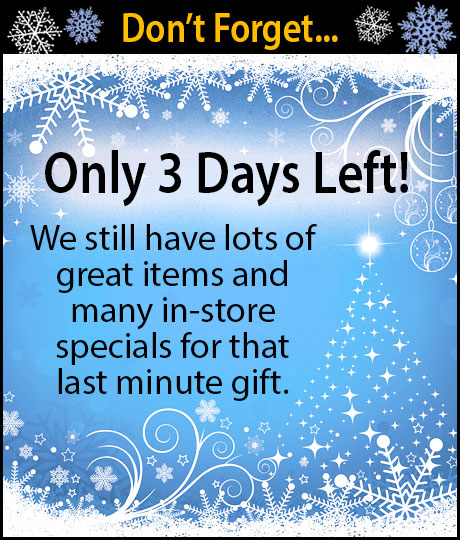 Don't Forget...
Only 3 Days Left!
We still have lots of
great items and
many in-store
specials for that
last minute gift.